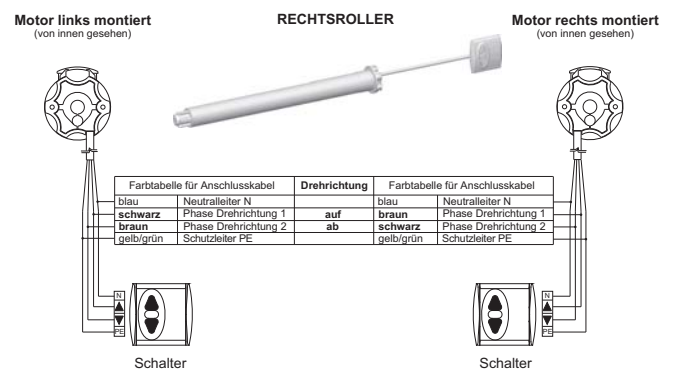 Motor links montiert
(von innen gesehen)
RECHTSROLLER
Motor rechts montiert
(von innen gesehen)
Farbtabelle für Anschlusskabel Drehrichtung Farbtabelle für Anschlusskabel
blau Neutralleiter N blau Neutralleiter N
schwarz Phase Drehrichtung 1 auf braun Phase Drehrichtung 1
braun Phase Drehrichtung 2 ab schwarz Phase Drehrichtung 2
gelb/grün Schutzleiter PE gelb/grün Schutzleiter PE
N
PE
Schalter
N
PE
Schalter